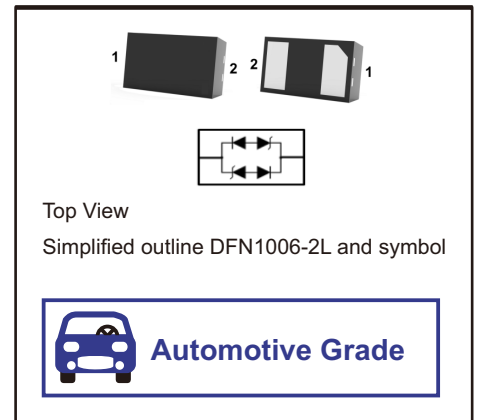 1 2 2 1
Top View
Simplified outline DFN1006-2L and symbol
Automotive Grade